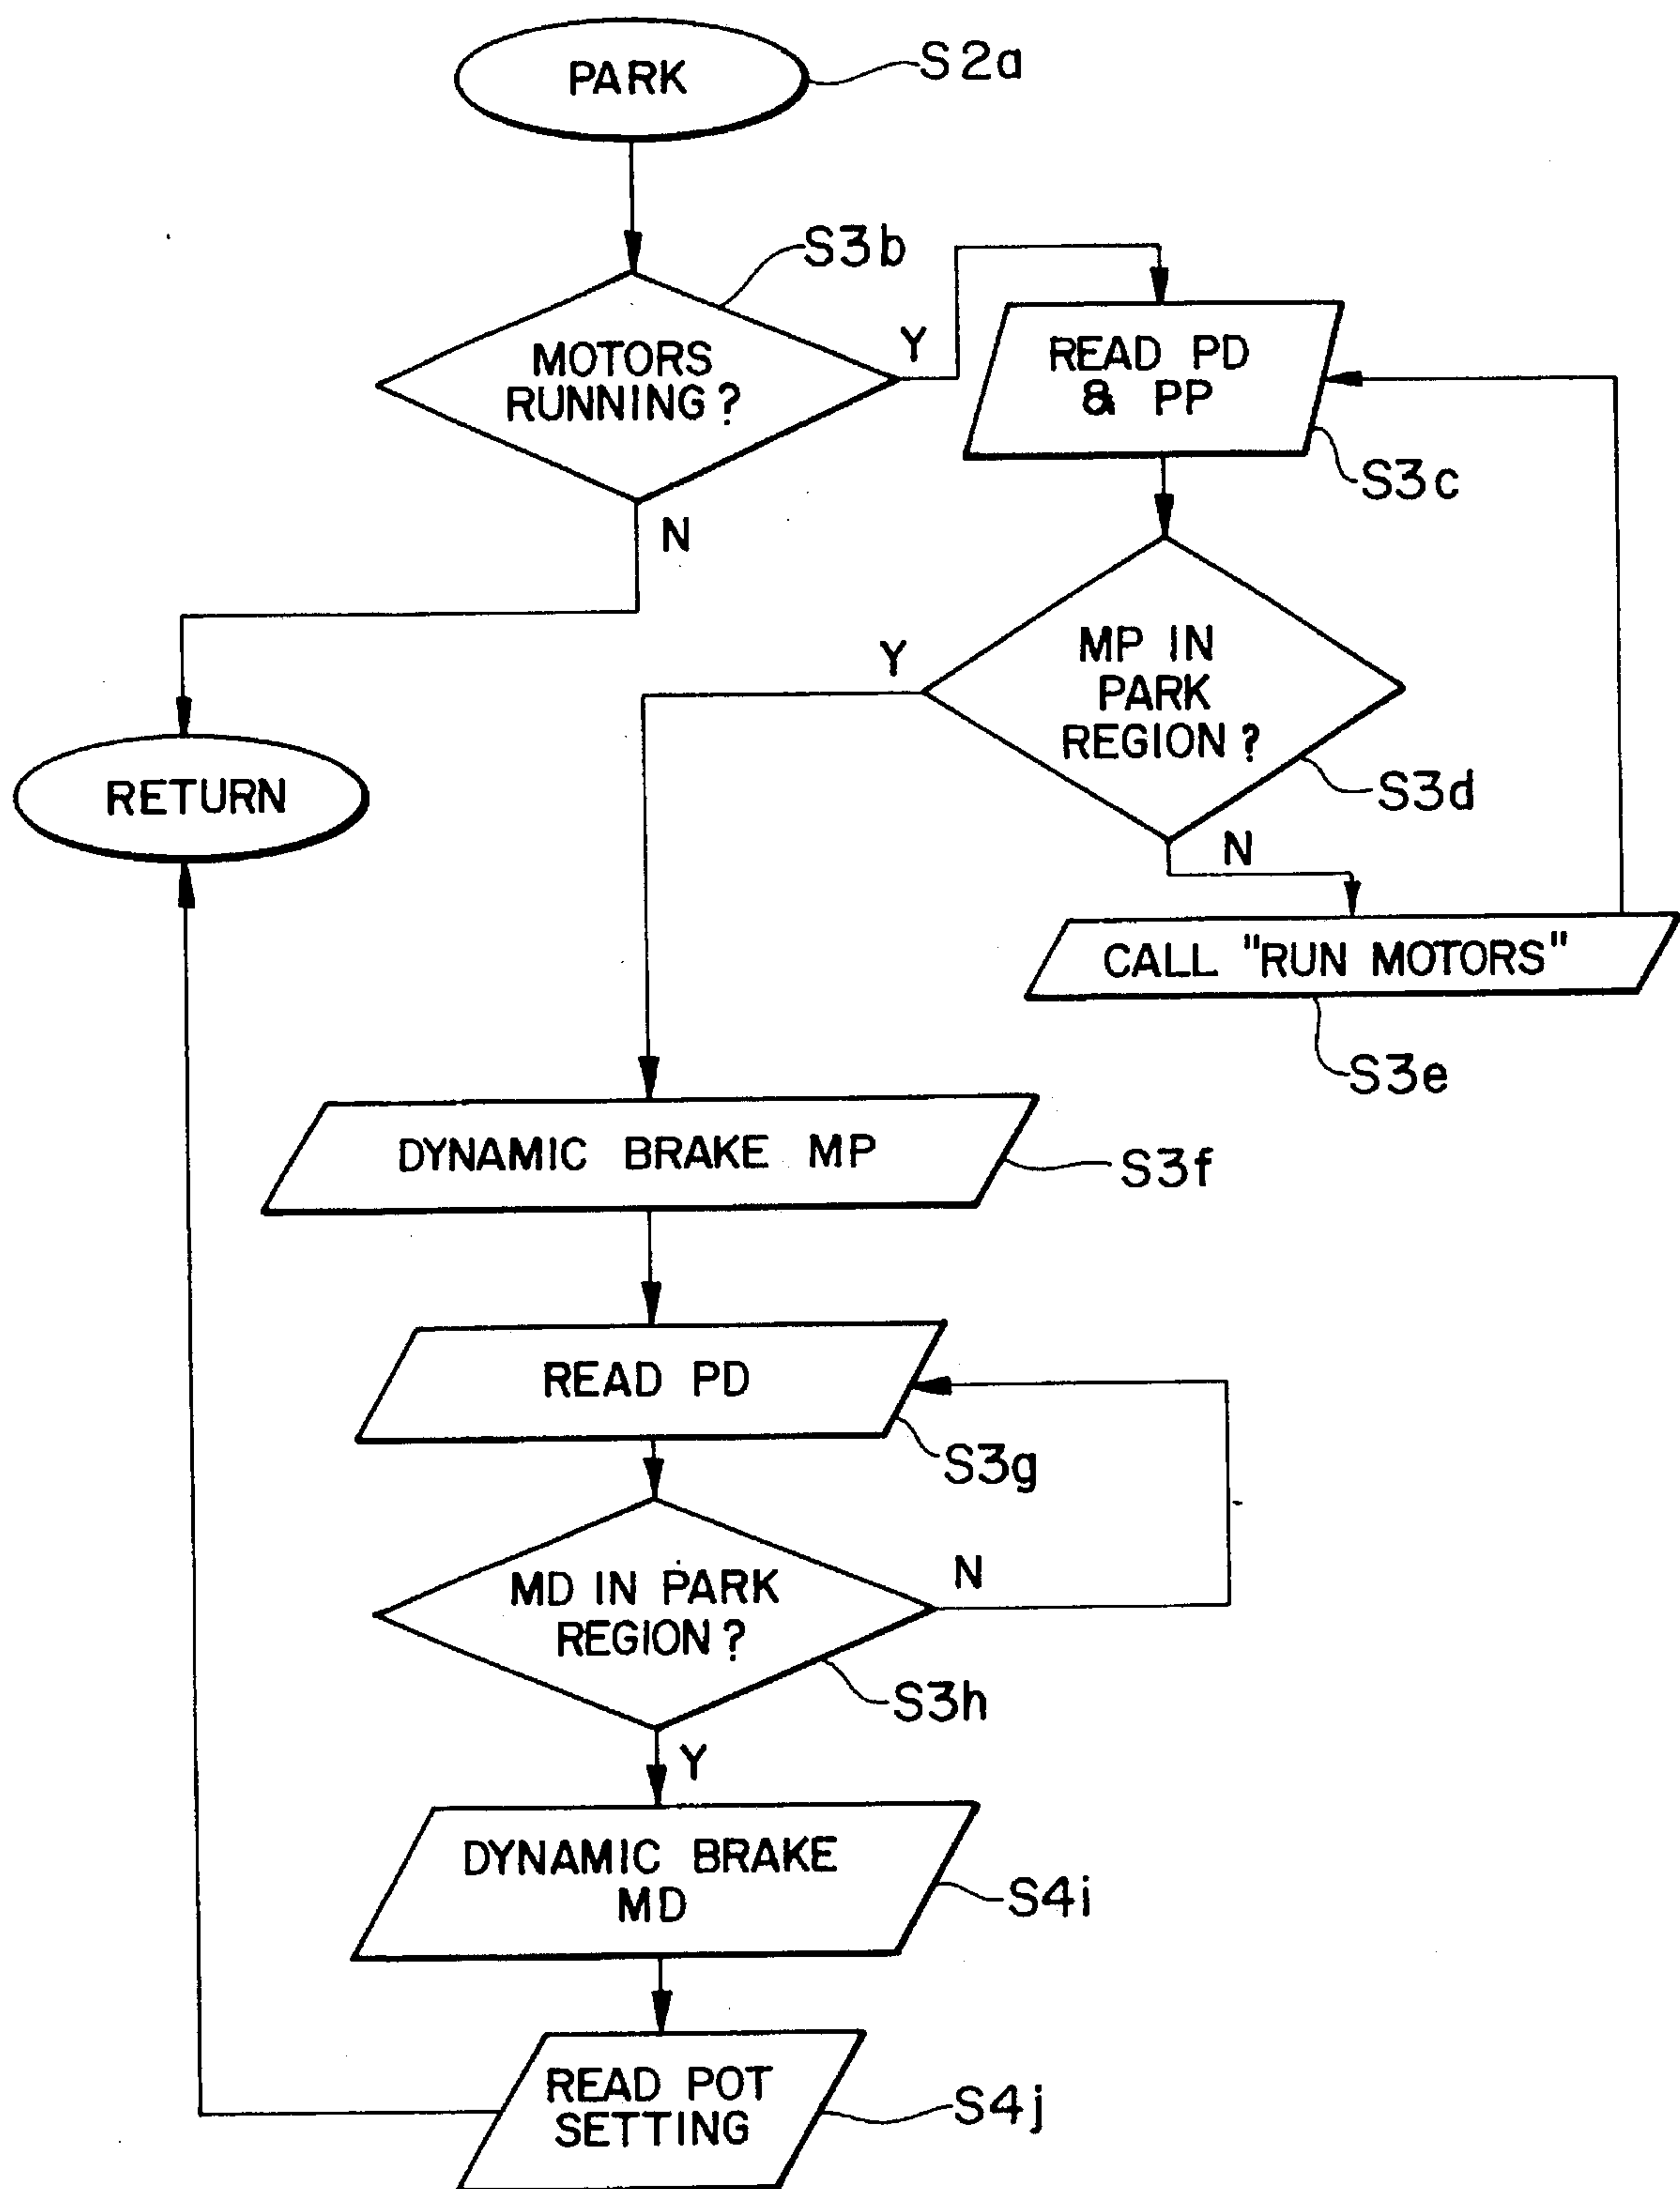 PARK
S2a
MOTORS
RUNNING?
S3b
Y
N
READ PD
& PP
S3c
MP IN
PARK
REGION?
Y
S3d
N
RETURN
CALL "RUN MOTORS"
S3e
DYNAMIC BRAKE MP
S3f
READ PD
S3g
MD IN PARK
REGION?
N
S3h
Y
DYNAMIC BRAKE
MD
S4i
READ POT
SETTING
S4j